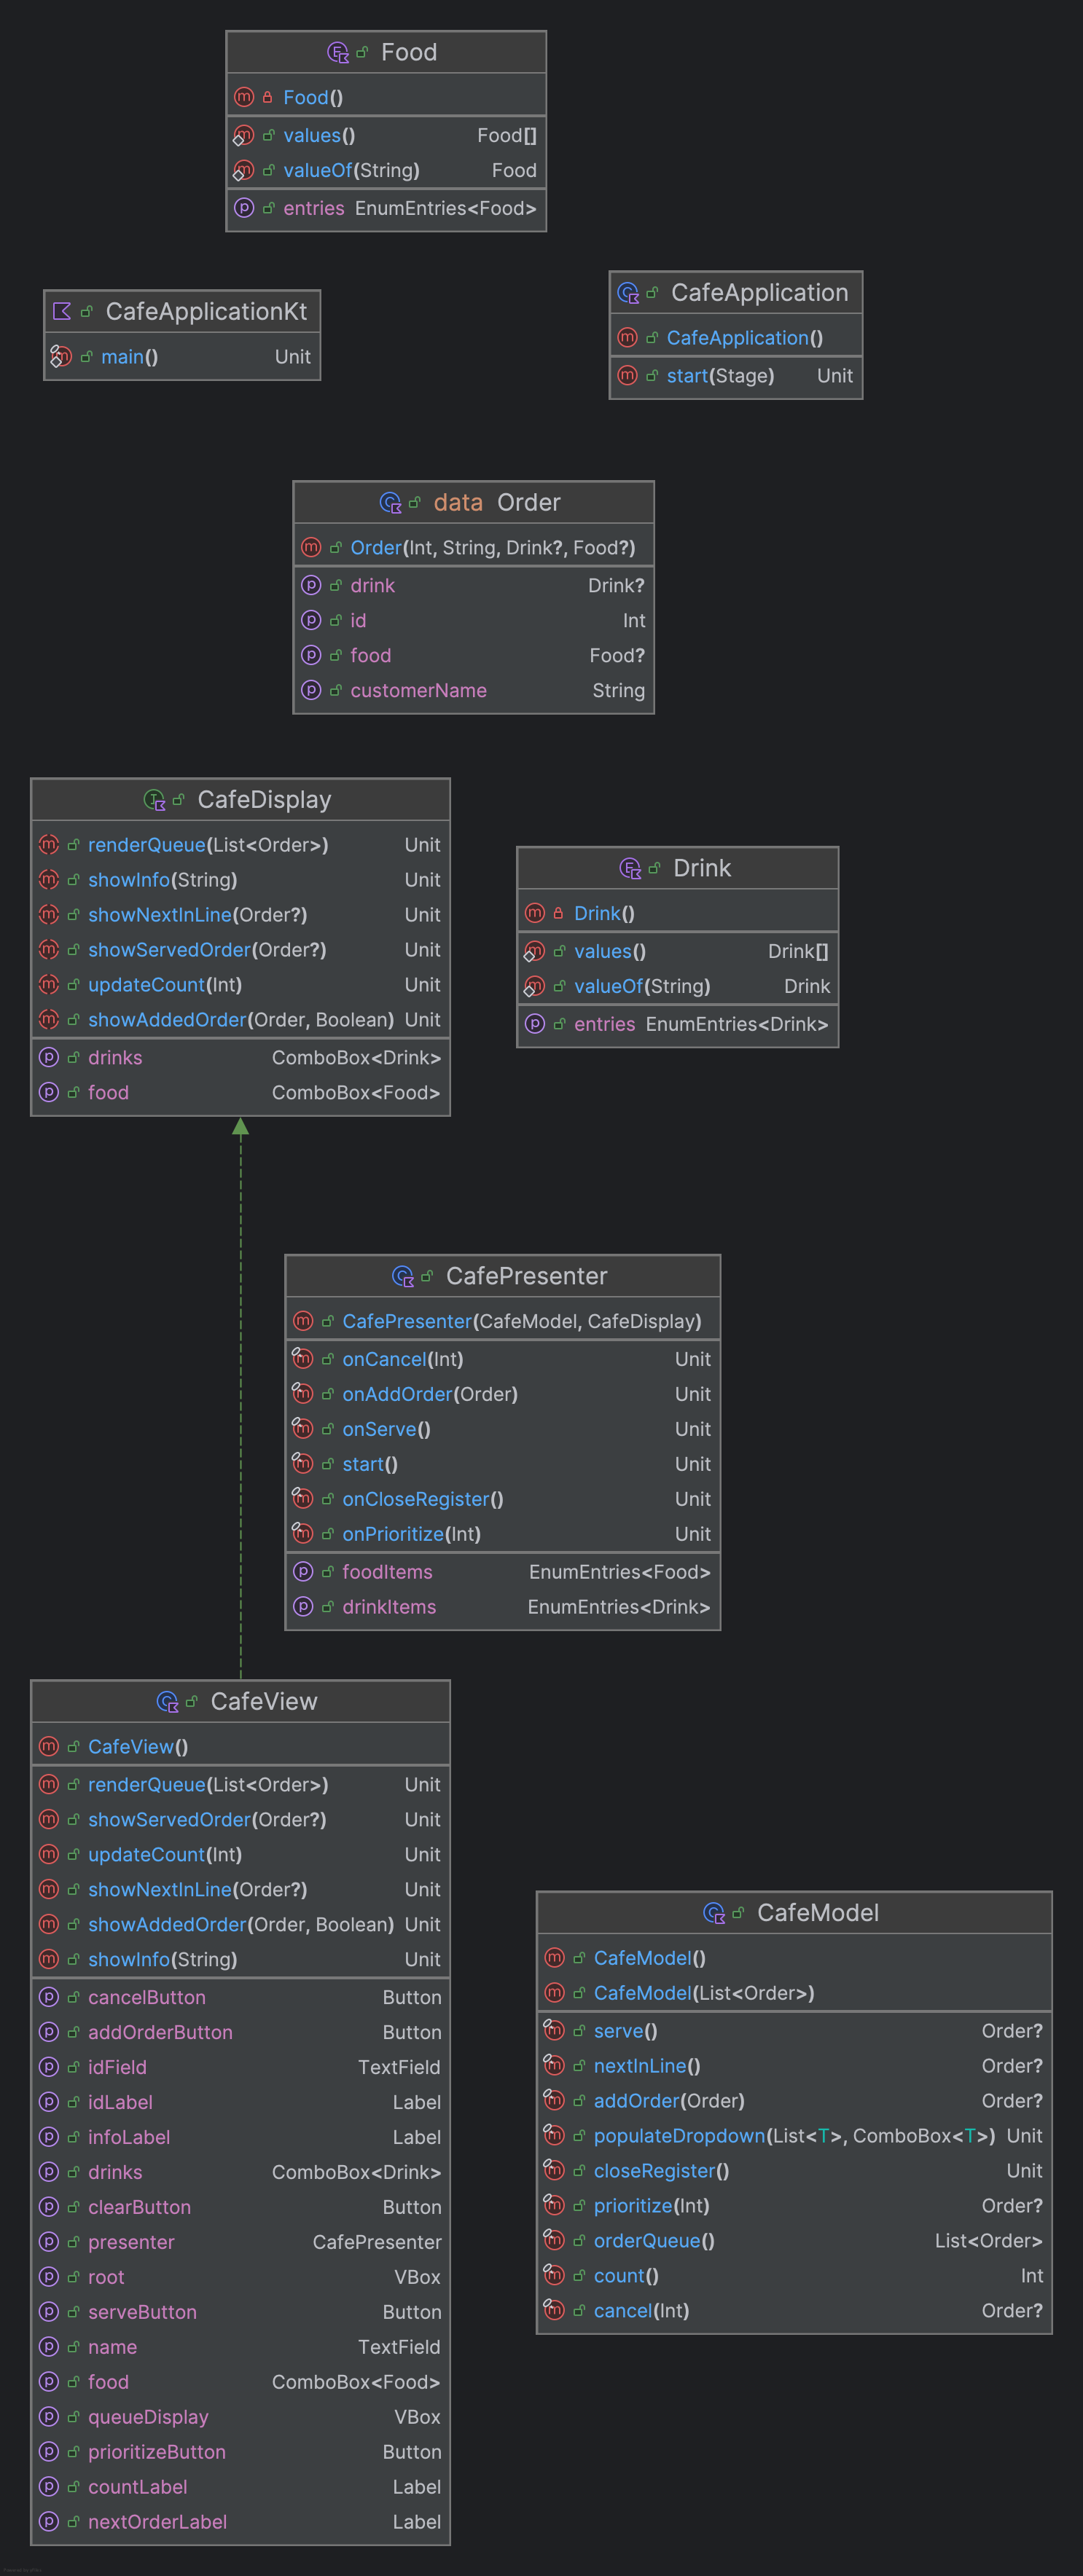 Food
Food()
values() Food[]
valueOf(String) Food
entries EnumEntries<Food>
CafeApplicationKt
main() Unit
CafeApplication
CafeApplication()
start(Stage) Unit
data Order
Order(Int, String, Drink?, Food?)
drink Drink?
id Int
food Food?
customerName String
CafeDisplay
renderQueue(List<Order>) Unit
showInfo(String) Unit
showNextInLine(Order?) Unit
showServedOrder(Order?) Unit
updateCount(Int) Unit
showAddedOrder(Order, Boolean) Unit
drinks ComboBox<Drink>
food ComboBox<Food>
Drink
Drink()
values() Drink[]
valueOf(String) Drink
entries EnumEntries<Drink>
CafePresenter
CafePresenter(CafeModel, CafeDisplay)
onCancel(Int) Unit
onAddOrder(Order) Unit
onServe() Unit
start() Unit
onCloseRegister() Unit
onPrioritize(Int) Unit
foodItems EnumEntries<Food>
drinkItems EnumEntries<Drink>
CafeView
CafeView()
renderQueue(List<Order>) Unit
showServedOrder(Order?) Unit
updateCount(Int) Unit
showNextInLine(Order?) Unit
showAddedOrder(Order, Boolean) Unit
showInfo(String) Unit
cancelButton Button
addOrderButton Button
idField TextField
idLabel Label
infoLabel Label
drinks ComboBox<Drink>
clearButton Button
presenter CafePresenter
root VBox
serveButton Button
name TextField
food ComboBox<Food>
queueDisplay VBox
prioritizeButton Button
countLabel Label
nextOrderLabel Label
CafeModel
CafeModel()
CafeModel(List<Order>)
serve() Order?
nextInLine() Order?
addOrder(Order) Order?
populateDropdown(List<T>, ComboBox<T>) Unit
closeRegister() Unit
prioritize(Int) Order?
orderQueue() List<Order>
count() Int
cancel(Int) Order?